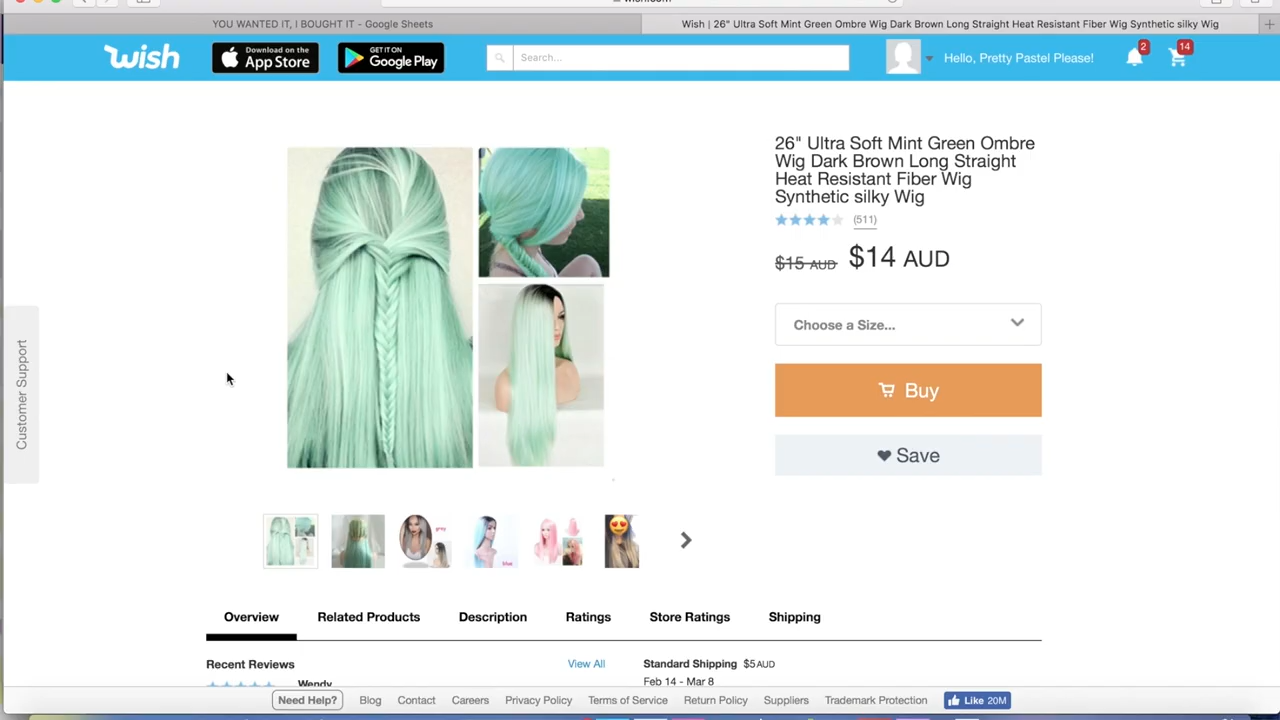 wish.com
YOU WANTED IT, I BOUGHT IT - Google Sheets
Wish | 26" Ultra Soft Mint Green Ombre Wig Dark Brown Long Straight Heat Resistant Fiber Wig Synthetic silky Wig
wish
Download on the
App Store
GET IT ON
Google Play
Search...
Hello, Pretty Pastel Please!
2
14
26" Ultra Soft Mint Green Ombre
Wig Dark Brown Long Straight
Heat Resistant Fiber Wig
Synthetic silky Wig
(511)
$15 AUD $14 AUD
Choose a Size...
Buy
Save
Customer Support
grey
blue
Overview
Related Products
Description
Ratings
Store Ratings
Shipping
Recent Reviews
View All
Standard Shipping $5 AUD
Wendy
Feb 14 - Mar 8
Need Help?
Blog
Contact
Careers
Privacy Policy
Terms of Service
Return Policy
Suppliers
Trademark Protection
Like 20M